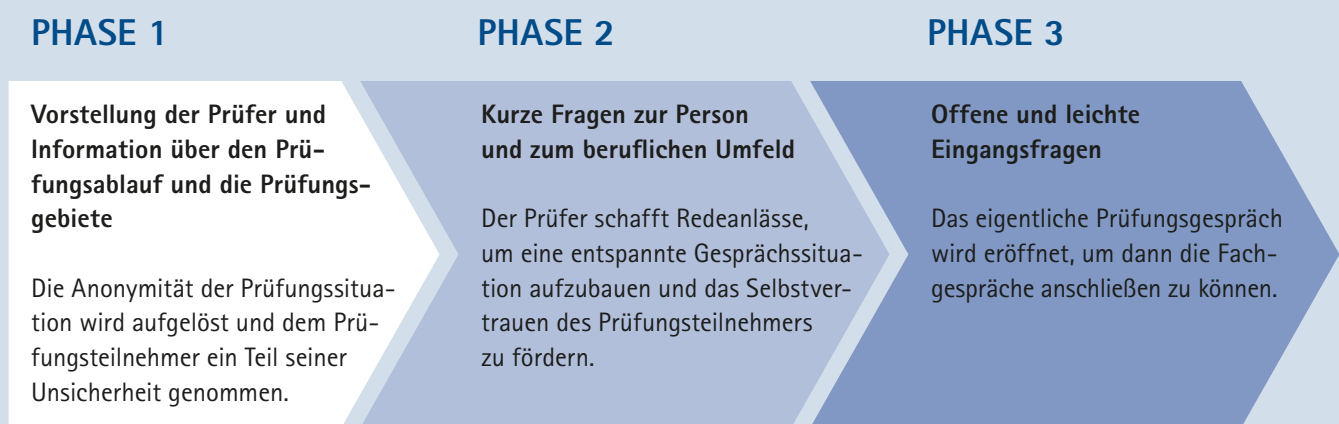 PHASE 1
Vorstellung der Prüfer und
Information über den Prü-
fungsablauf und die Prüfungs-
gebiete
Die Anonymität der Prüfungssitua-
tion wird aufgelöst und dem Prü-
fungsteilnehmer ein Teil seiner
Unsicherheit genommen.
PHASE 2
Kurze Fragen zur Person
und zum beruflichen Umfeld
Der Prüfer schafft Redeanlässe,
um eine entspannte Gesprächssitua-
tion aufzubauen und das Selbstver-
trauen des Prüfungsteilnehmers
zu fördern.
PHASE 3
Offene und leichte
Eingangsfragen
Das eigentliche Prüfungsgespräch
wird eröffnet, um dann die Fach-
gespräche anschließen zu können.